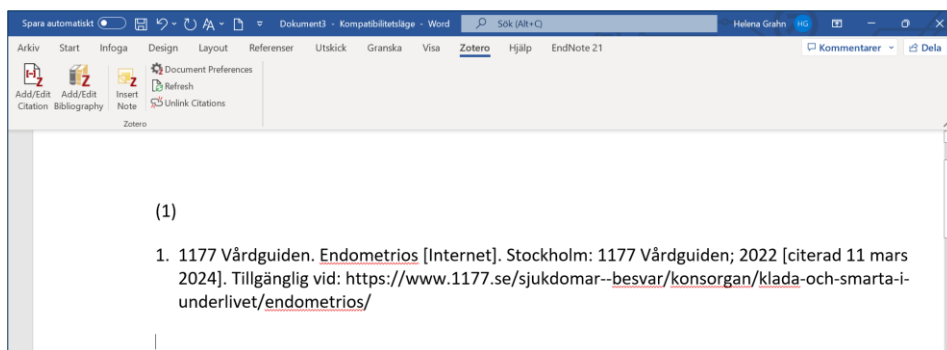 Spara automatiskt
Dokument3 - Kompatibilitetsläge - Word
Sök (Alt+C)
Helena Grahn
HG
Arkiv Start Infoga Design Layout Referenser Utskick Granska Visa Zotero Hjälp EndNote 21
Kommentarer
Dela
Add/Edit Citation
Add/Edit Bibliography
Insert Note
Document Preferences
Refresh
Unlink Citations
Zotero
(1)
1. 1177 Vårdguiden. Endometrios [Internet]. Stockholm: 1177 Vårdguiden; 2022 [citerad 11 mars
2024]. Tillgänglig vid: https://www.1177.se/sjukdomar--besvar/konsorgan/klada-och-smarta-i-
underlivet/endometrios/